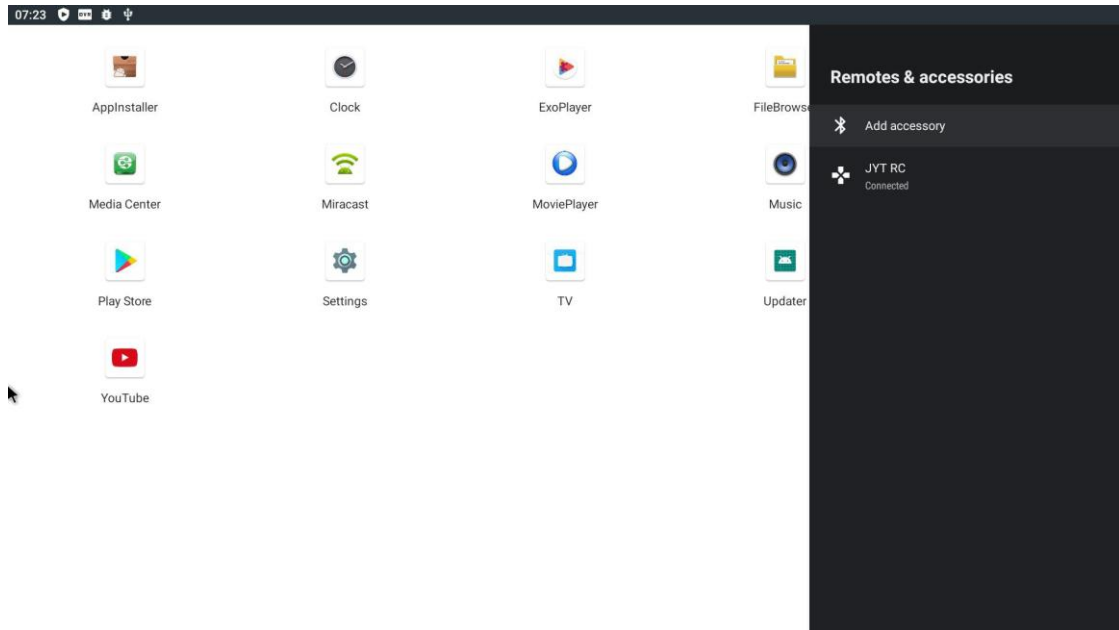 07:23
AppInstaller
Clock
ExoPlayer
FileBrowse
Media Center
Miracast
MoviePlayer
Music
Play Store
Settings
TV
Updater
YouTube
Remotes & accessories
Add accessory
JYT RC
Connected